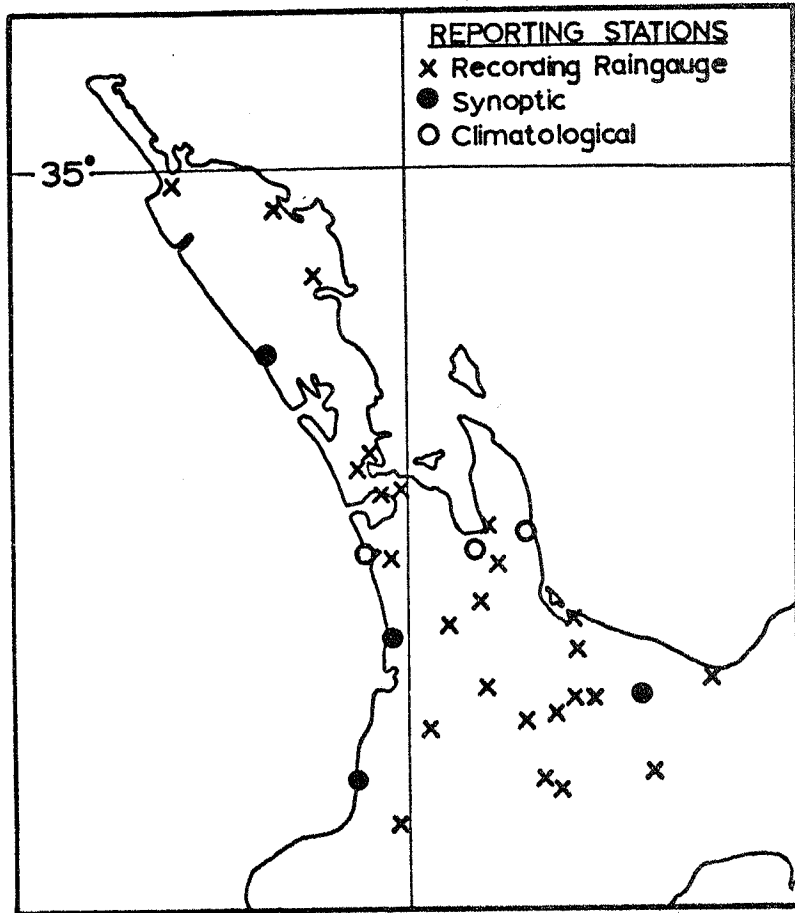 REPORTING STATIONS
x Recording Raingauge
● Synoptic
O Climatological
35°